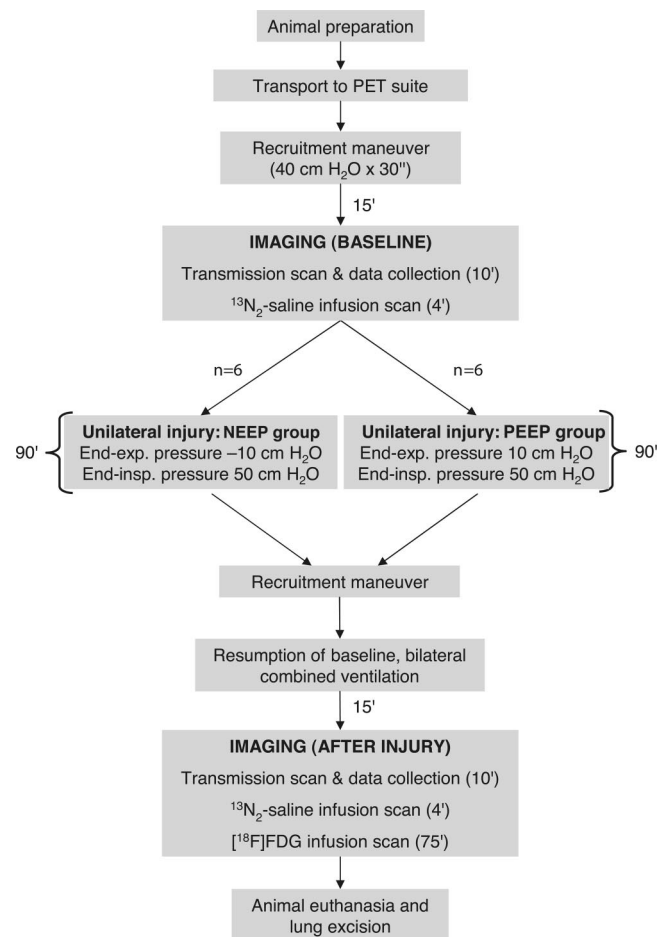 Animal preparation
Transport to PET suite
Recruitment maneuver
(40 cm H₂O x 30")
15'
IMAGING (BASELINE)
Transmission scan & data collection (10')
¹³N₂-saline infusion scan (4')
n=6
n=6
90'
Unilateral injury: NEEP group
End-exp. pressure –10 cm H₂O
End-insp. pressure 50 cm H₂O
Unilateral injury: PEEP group
End-exp. pressure 10 cm H₂O
End-insp. pressure 50 cm H₂O
90'
Recruitment maneuver
Resumption of baseline, bilateral
combined ventilation
15'
IMAGING (AFTER INJURY)
Transmission scan & data collection (10')
¹³N₂-saline infusion scan (4')
[¹⁸F]FDG infusion scan (75')
Animal euthanasia and
lung excision